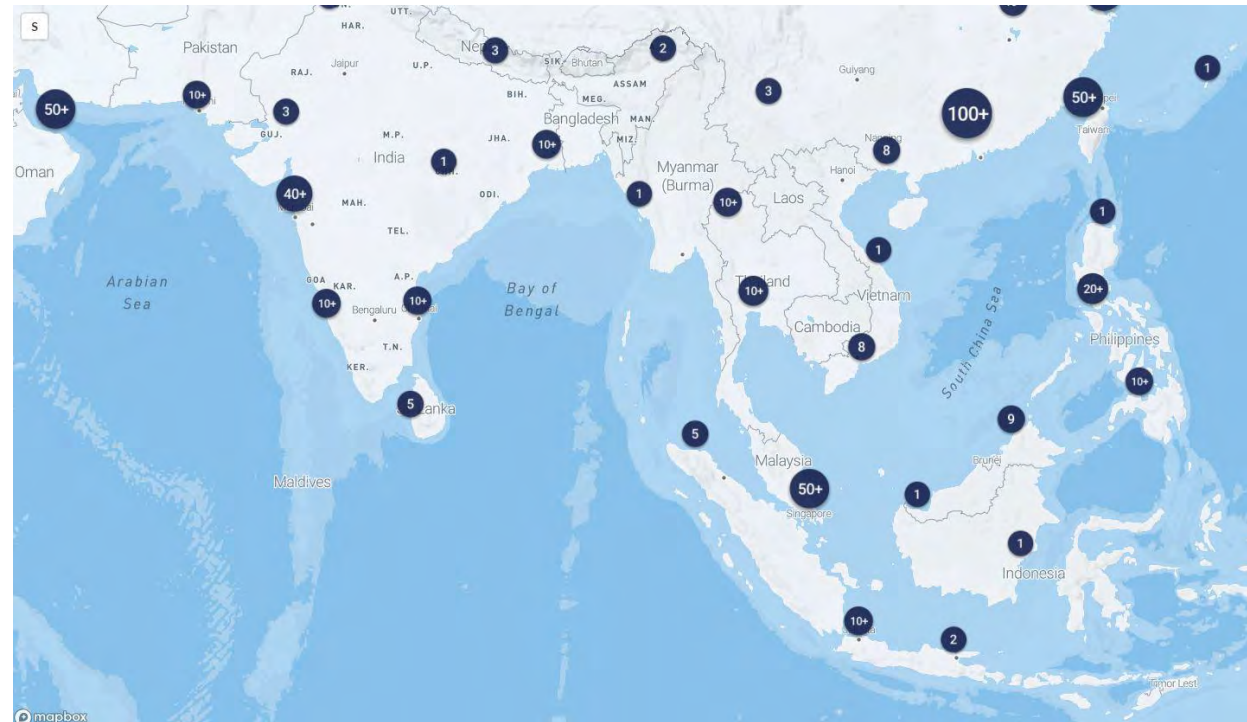 S
UTT.
HAR.
Pakistan
3
2
SIK.
Bhutan
Jaipur
U.P.
RAJ.
ASSAM
Guiyang
1
50+
10+
3
BIH.
MEG.
3
100+
50+
Taiwan
Bangladesh
MAN.
GUJ.
M.P.
JHA.
10+
MIZ.
Nanning
8
India
1
Oman
Myanmar
(Burma)
Hanoi
40+
ODI.
1
10+
Laos
MAH.
1
TEL.
1
Arabian
Sea
GOA
KAR.
A.P.
Bay of
Bengal
Thailand
10+
Vietnam
20+
10+
Bengaluru
10+
South China Sea
Cambodia
8
Philippines
T.N.
KER.
10+
5
Sri Lanka
9
5
Malaysia
Brunei
Maldives
50+
Singapore
1
1
Indonesia
10+
2
Timor Lest
mapbox